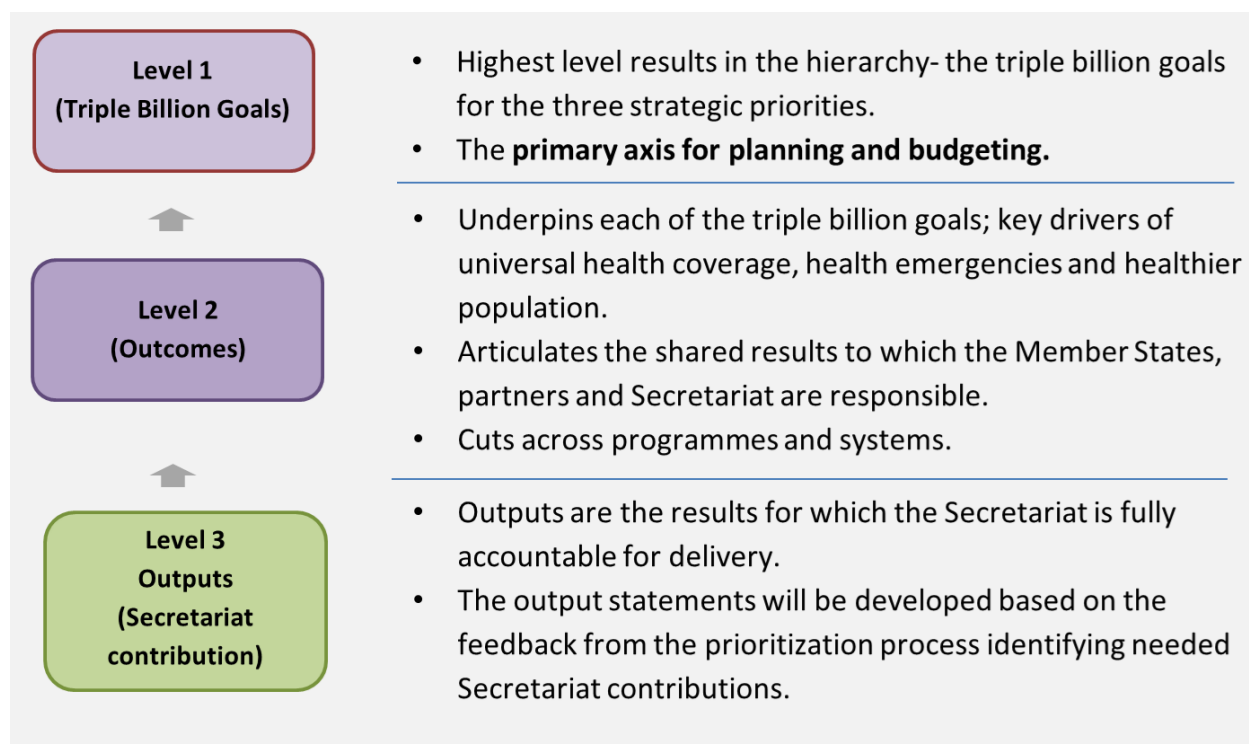 Level 1
(Triple Billion Goals)
• Highest level results in the hierarchy- the triple billion goals
for the three strategic priorities.
• The primary axis for planning and budgeting.
Level 2
(Outcomes)
• Underpins each of the triple billion goals; key drivers of
universal health coverage, health emergencies and healthier
population.
• Articulates the shared results to which the Member States,
partners and Secretariat are responsible.
• Cuts across programmes and systems.
Level 3
Outputs
(Secretariat
contribution)
• Outputs are the results for which the Secretariat is fully
accountable for delivery.
• The output statements will be developed based on the
feedback from the prioritization process identifying needed
Secretariat contributions.